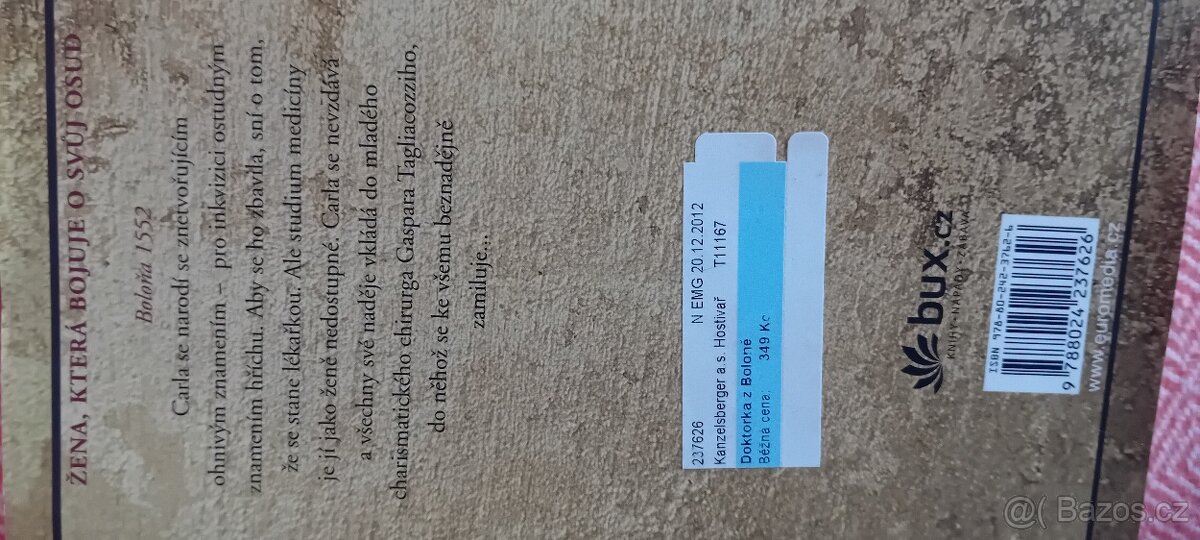 ŽENA, KTERÁ BOJUJE O SVŮJ OSUD
Boloňa 1552
Carla se narodí se znetvořujícím
ohnivým znamením – pro inkvizici ostudným
znamením hříchu. Aby se ho zbavila, sní o tom,
že se stane lékařkou. Ale studium medicíny
je jí jako ženě nedostupné. Carla se nevzdává
a všechny své naděje vkládá do mladého
charismatického chirurga Gaspara Tagliacozziho,
do něhož se ke všemu beznadějně
zamiluje...
237626 N EMG 20.12.2012
Kanzelsberger a.s. Hostivař T11167
Doktorka z Boloně
Běžná cena: 349 Kc
bux.cz
KNIHY·NÁPADY·ZÁBAVA
ISBN 978-80-242-3762-6
9 788024 237626
www.euromedia.cz
@( Bazos.cz